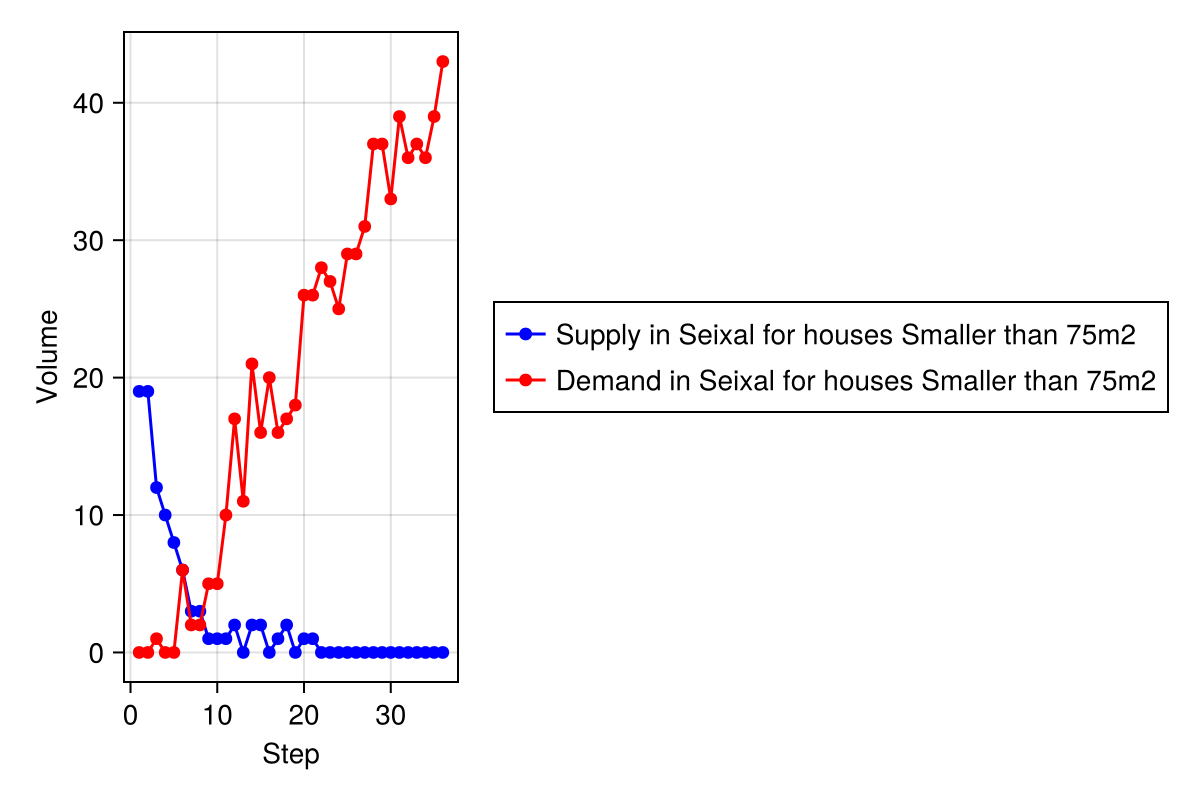 40
30
20
10
0
Volume
0 10 20 30
Step
Supply in Seixal for houses Smaller than 75m2
Demand in Seixal for houses Smaller than 75m2